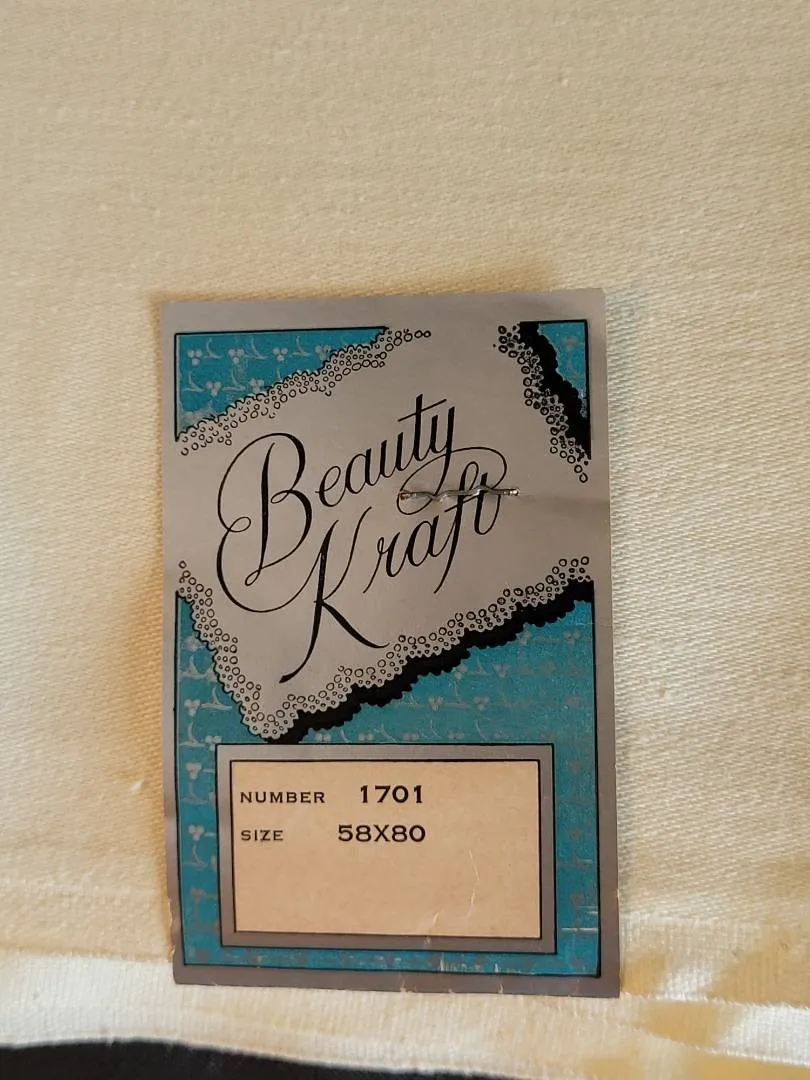 Beauty
Kraft
NUMBER 1701
SIZE 58X80